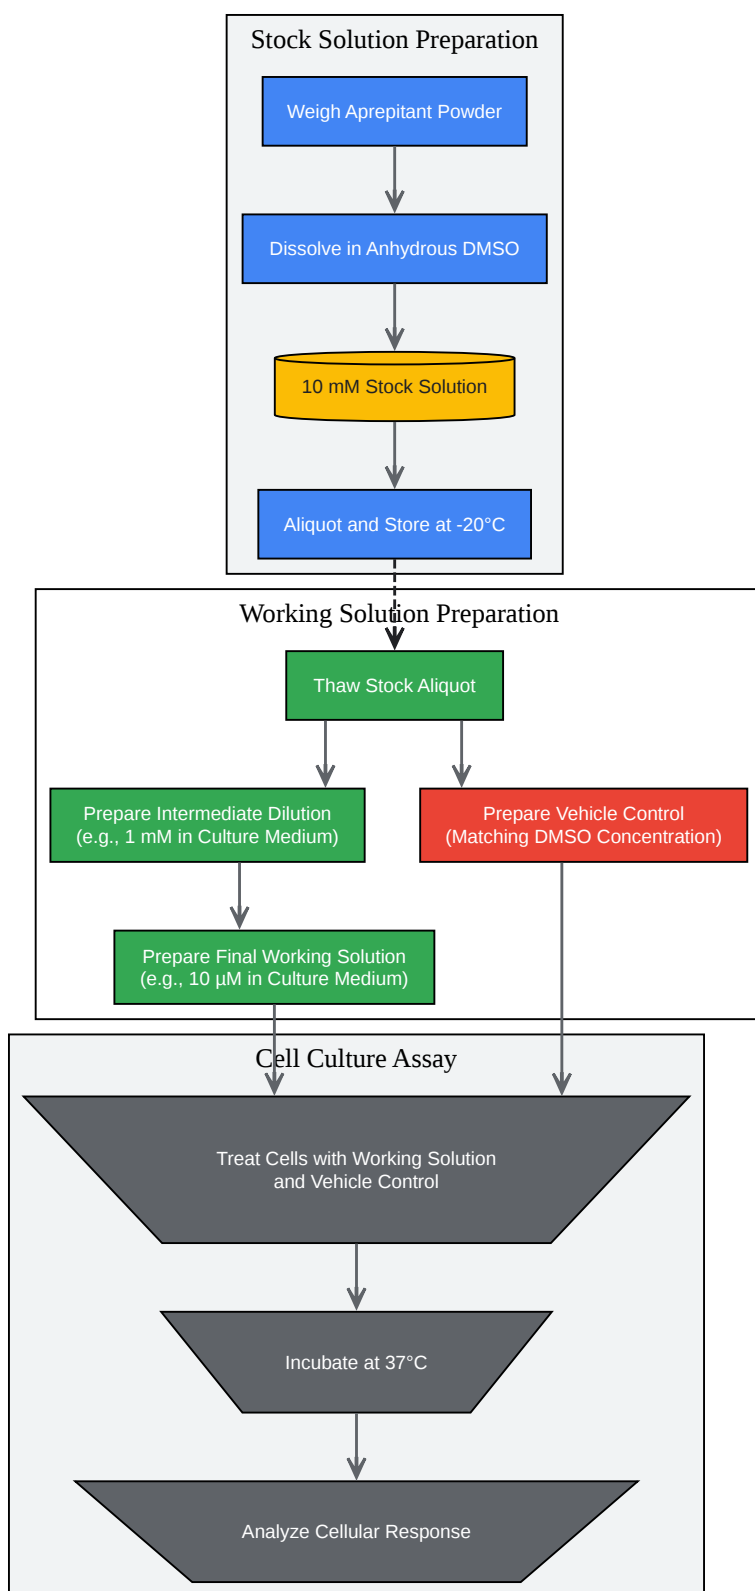 Stock Solution Preparation
Weigh Aprepitant Powder
Dissolve in Anhydrous DMSO
10 mM Stock Solution
Aliquot and Store at -20°C
Working Solution Preparation
Thaw Stock Aliquot
Prepare Intermediate Dilution
(e.g., 1 mM in Culture Medium)
Prepare Vehicle Control
(Matching DMSO Concentration)
Prepare Final Working Solution
(e.g., 10 µM in Culture Medium)
Cell Culture Assay
Treat Cells with Working Solution
and Vehicle Control
Incubate at 37°C
Analyze Cellular Response